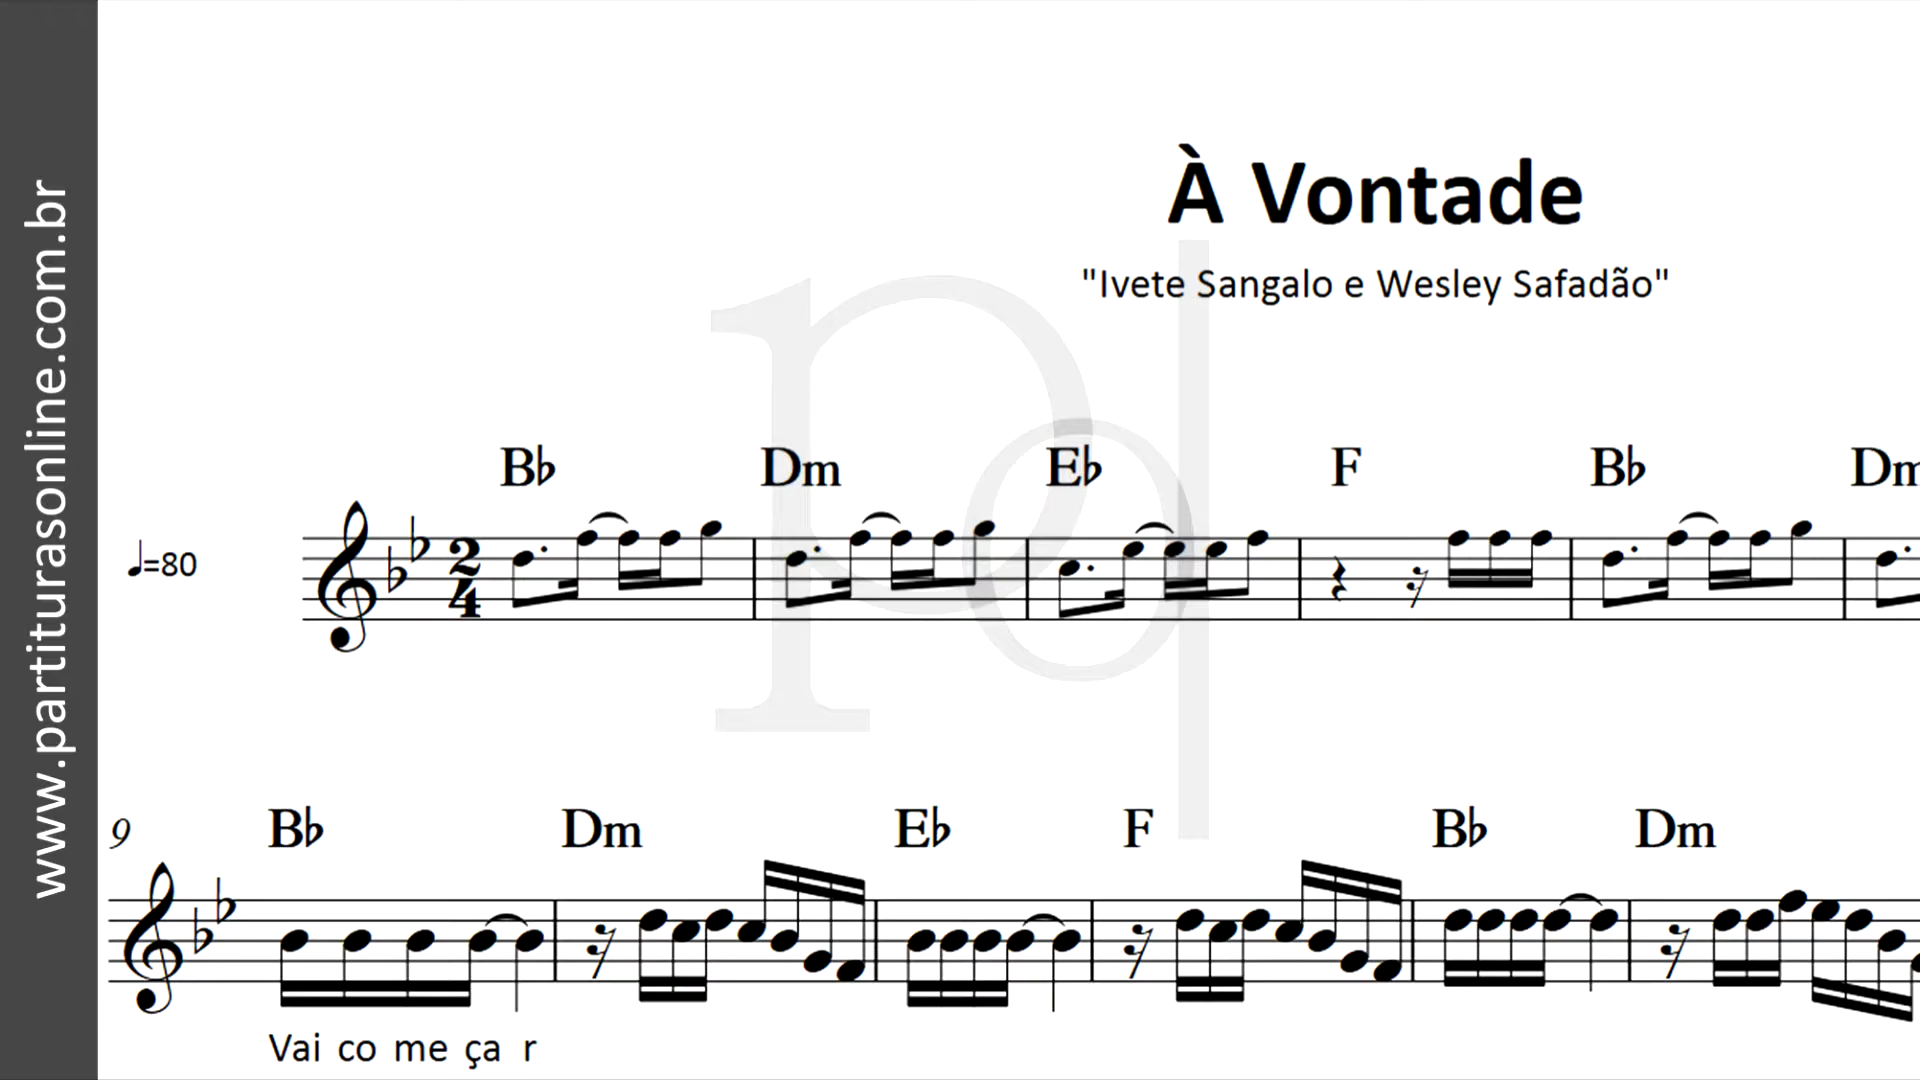 www.partiturasonline.com.br
À Vontade
"Ivete Sangalo e Wesley Safadão"
Bb Dm Eb F Bb Dm
♩=80
2
4
9 Bb Dm Eb F Bb Dm
Vai co me ça r